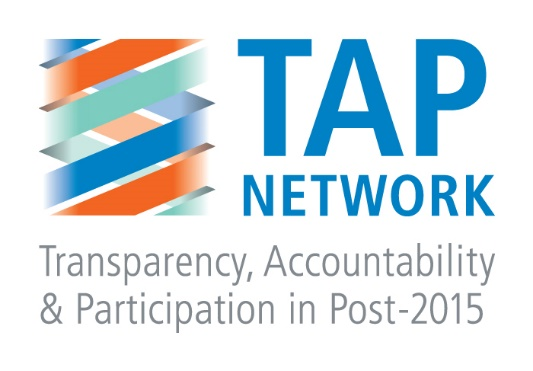 TAP
NETWORK
Transparency, Accountability
& Participation in Post-2015